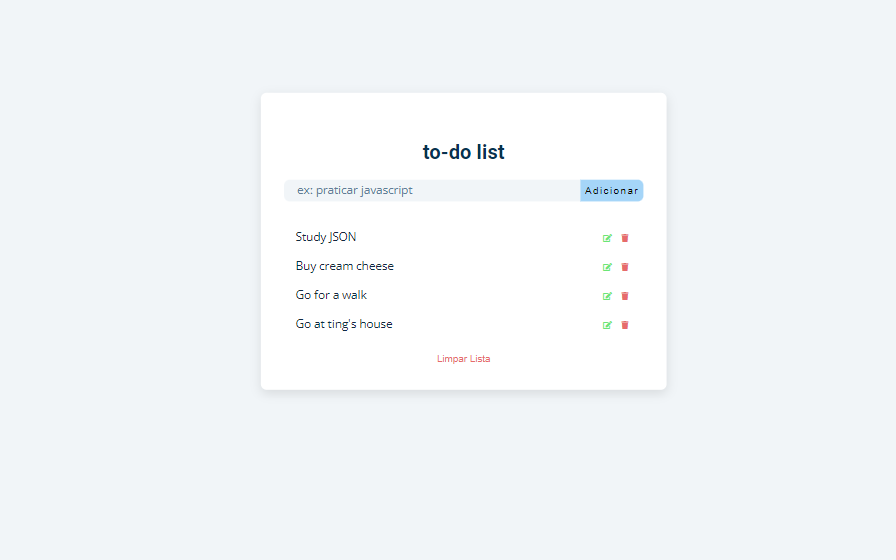 to-do list
ex: praticar javascript
Adicionar
Study JSON
Buy cream cheese
Go for a walk
Go at ting's house
Limpar Lista